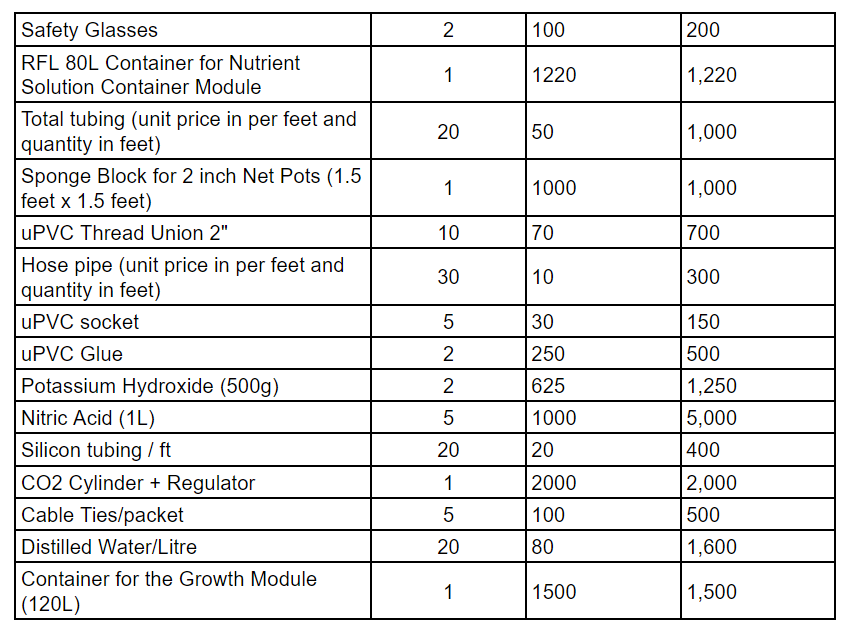 Safety Glasses 2 100 200
RFL 80L Container for Nutrient
Solution Container Module 1 1220 1,220
Total tubing (unit price in per feet and
quantity in feet) 20 50 1,000
Sponge Block for 2 inch Net Pots (1.5
feet x 1.5 feet) 1 1000 1,000
uPVC Thread Union 2" 10 70 700
Hose pipe (unit price in per feet and
quantity in feet) 30 10 300
uPVC socket 5 30 150
uPVC Glue 2 250 500
Potassium Hydroxide (500g) 2 625 1,250
Nitric Acid (1L) 5 1000 5,000
Silicon tubing / ft 20 20 400
CO2 Cylinder + Regulator 1 2000 2,000
Cable Ties/packet 5 100 500
Distilled Water/Litre 20 80 1,600
Container for the Growth Module
(120L) 1 1500 1,500